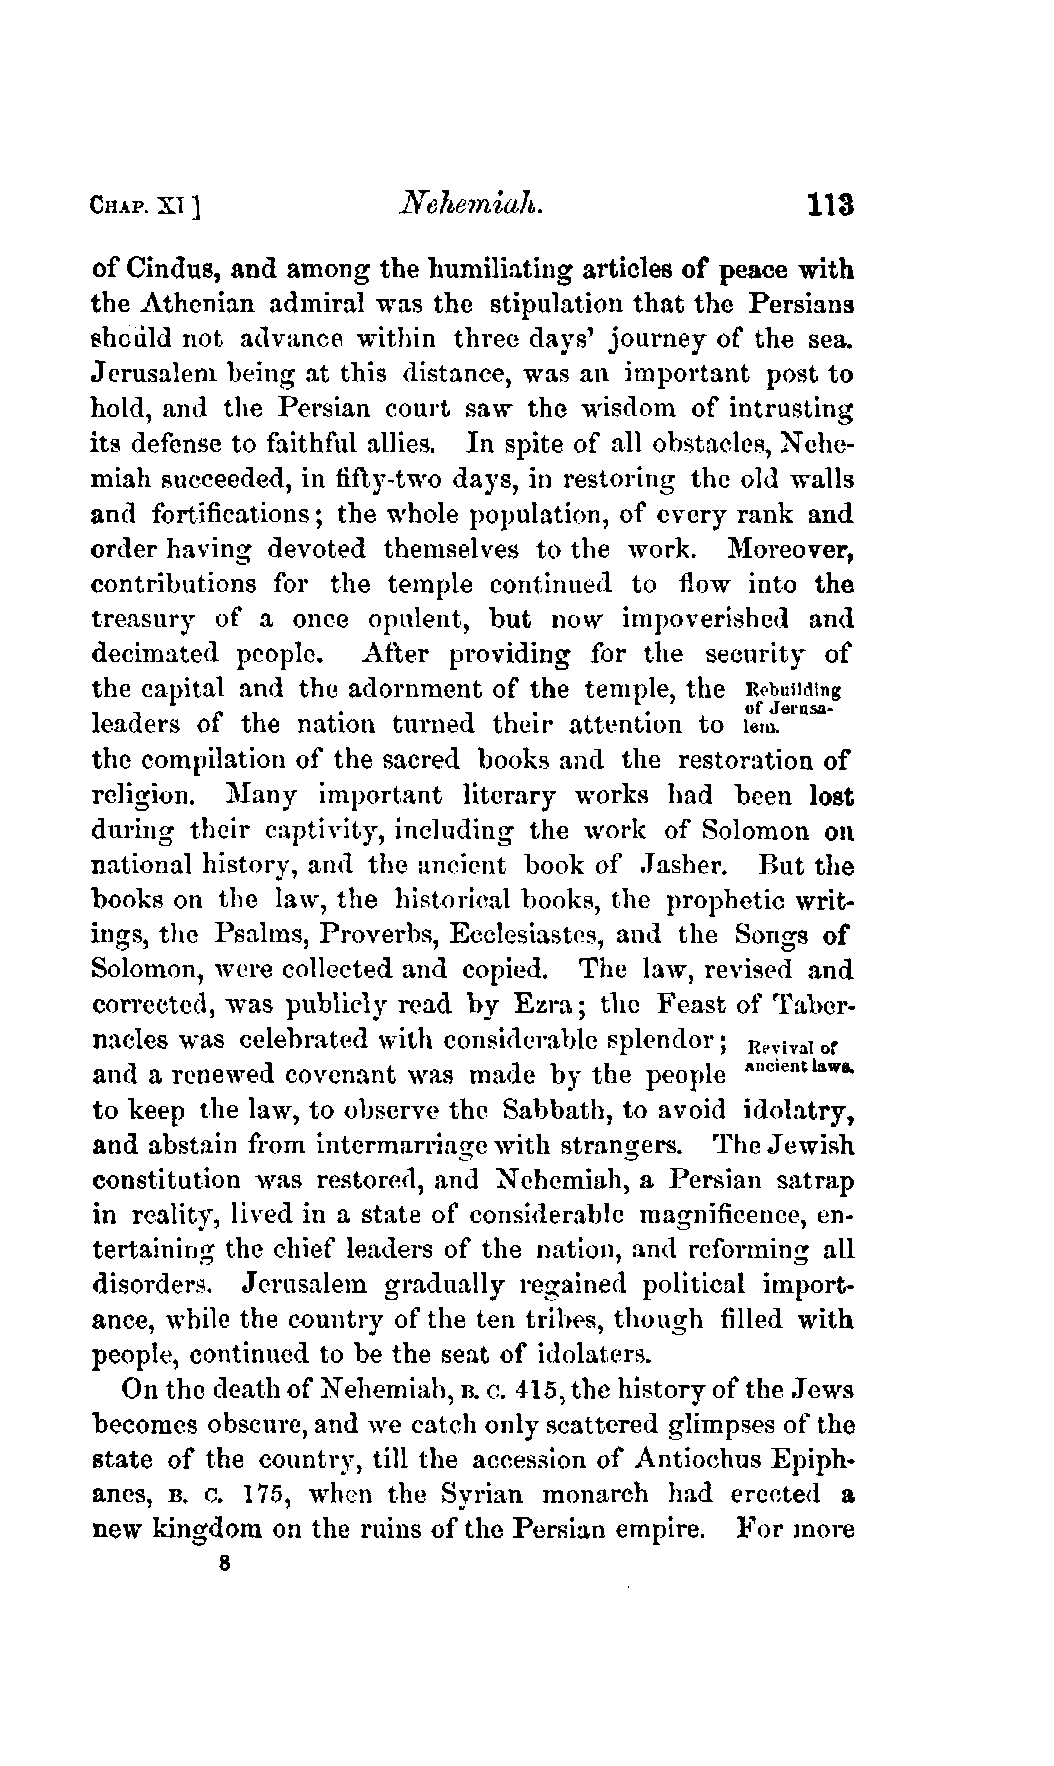 CHAP. XI ] Nehemiah. 113
of Cindus, and among the humiliating articles of peace with
the Athenian admiral was the stipulation that the Persians
should not advance within three days' journey of the sea.
Jerusalem being at this distance, was an important post to
hold, and the Persian court saw the wisdom of intrusting
its defense to faithful allies. In spite of all obstacles, Nehe-
miah succeeded, in fifty-two days, in restoring the old walls
and fortifications; the whole population, of every rank and
order having devoted themselves to the work. Moreover,
contributions for the temple continued to flow into the
treasury of a once opulent, but now impoverished and
decimated people. After providing for the security of
the capital and the adornment of the temple, the
leaders of the nation turned their attention to
Rebuilding
of Jerusa-
lem.
the compilation of the sacred books and the restoration of
religion. Many important literary works had been lost
during their captivity, including the work of Solomon on
national history, and the ancient book of Jasher. But the
books on the law, the historical books, the prophetic writ-
ings, the Psalms, Proverbs, Ecclesiastes, and the Songs of
Solomon, were collected and copied. The law, revised and
corrected, was publicly read by Ezra; the Feast of Taber-
nacles was celebrated with considerable splendor;
and a renewed covenant was made by the people
Revival of
ancient laws.
to keep the law, to observe the Sabbath, to avoid idolatry,
and abstain from intermarriage with strangers. The Jewish
constitution was restored, and Nehemiah, a Persian satrap
in reality, lived in a state of considerable magnificence, en-
tertaining the chief leaders of the nation, and reforming all
disorders. Jerusalem gradually regained political import-
ance, while the country of the ten tribes, though filled with
people, continued to be the seat of idolaters.
On the death of Nehemiah, B. C. 415, the history of the Jews
becomes obscure, and we catch only scattered glimpses of the
state of the country, till the accession of Antiochus Epiph-
anes, B. C. 175, when the Syrian monarch had erected a
new kingdom on the ruins of the Persian empire. For more
8